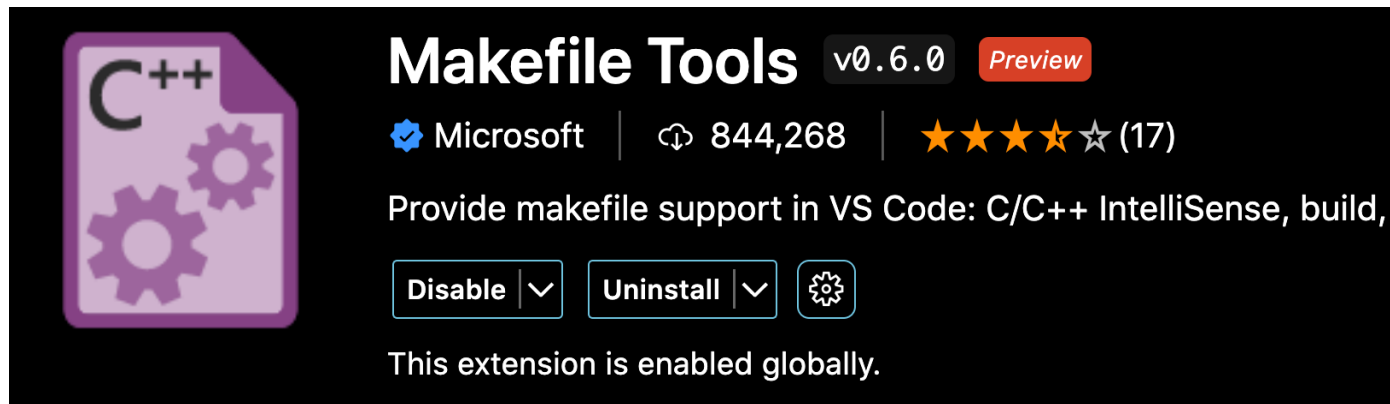 C++
Makefile Tools v0.6.0 Preview
Microsoft 844,268 (17)
Provide makefile support in VS Code: C/C++ IntelliSense, build,
Disable Uninstall
This extension is enabled globally.